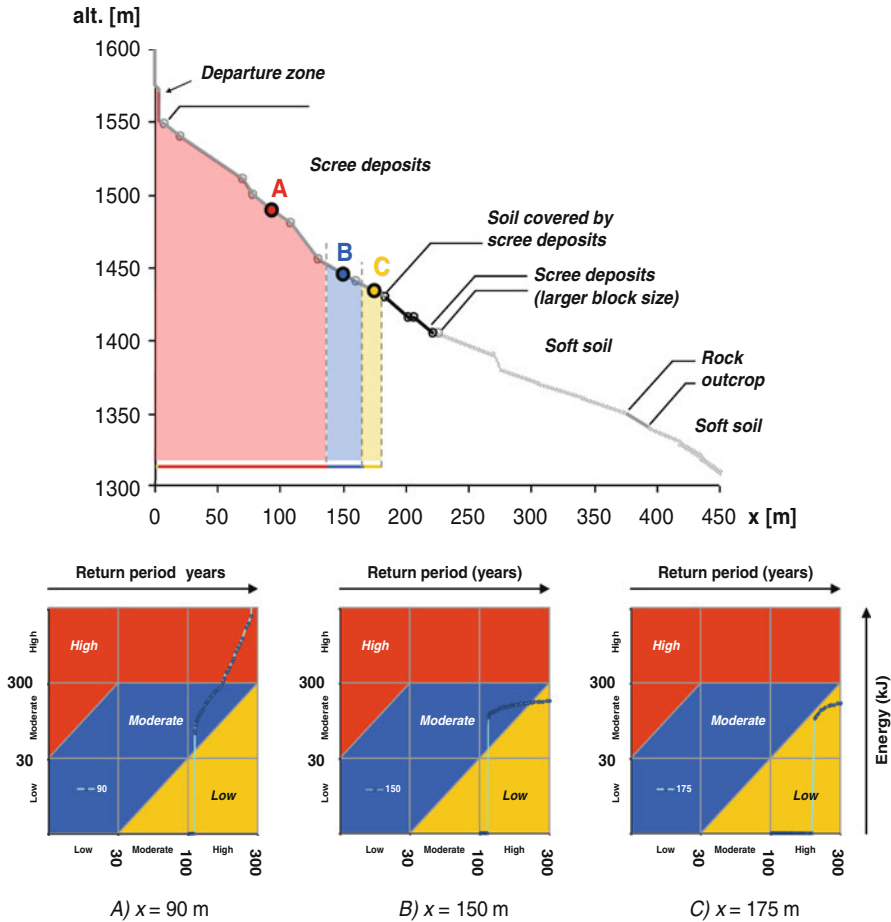 alt. [m]
1600
Departure zone
1550
Scree deposits
1500
A
Soil covered by
scree deposits
B
C
1450
Scree deposits
(larger block size)
1400
Soft soil
Rock
outcrop
1350
Soft soil
1300
0 50 100 150 200 250 300 350 400 450
x [m]
Return period years
High
High
300
Moderate
Moderate
30
Low
90
Low
Low 30 Moderate 100 High 300
A) x = 90 m
Return period (years)
High
Moderate
150
Low
Low 30 Moderate 100 High 300
B) x = 150 m
Return period (years)
High
300
Moderate
Moderate
30
Low
175
Low
Low 30 Moderate 100 High 300
C) x = 175 m
Energy (kJ)